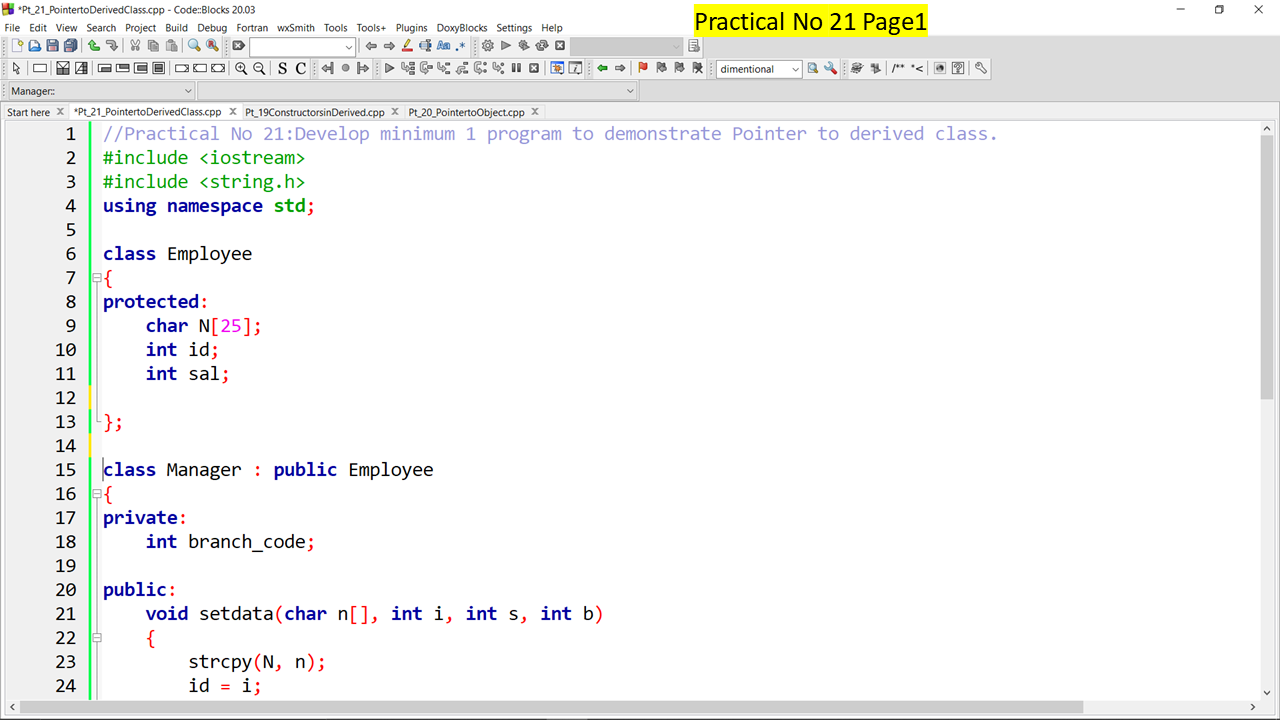 *Pt_21_PointertoDerivedClass.cpp - Code::Blocks 20.03
Practical No 21 Page1
File Edit View Search Project Build Debug Fortran wxSmith Tools Tools+ Plugins DoxyBlocks Settings Help
S C /** *< dimentional
Manager::
Start here *Pt_21_PointertoDerivedClass.cpp Pt_19ConstructorsinDerived.cpp Pt_20_PointertoObject.cpp
1 //Practical No 21:Develop minimum 1 program to demonstrate Pointer to derived class.
2 #include <iostream>
3 #include <string.h>
4 using namespace std;
5
6 class Employee
7 {
8 protected:
9 char N[25];
10 int id;
11 int sal;
12
13 };
14
15 class Manager : public Employee
16 {
17 private:
18 int branch_code;
19
20 public:
21 void setdata(char n[], int i, int s, int b)
22 {
23 strcpy(N, n);
24 id = i;